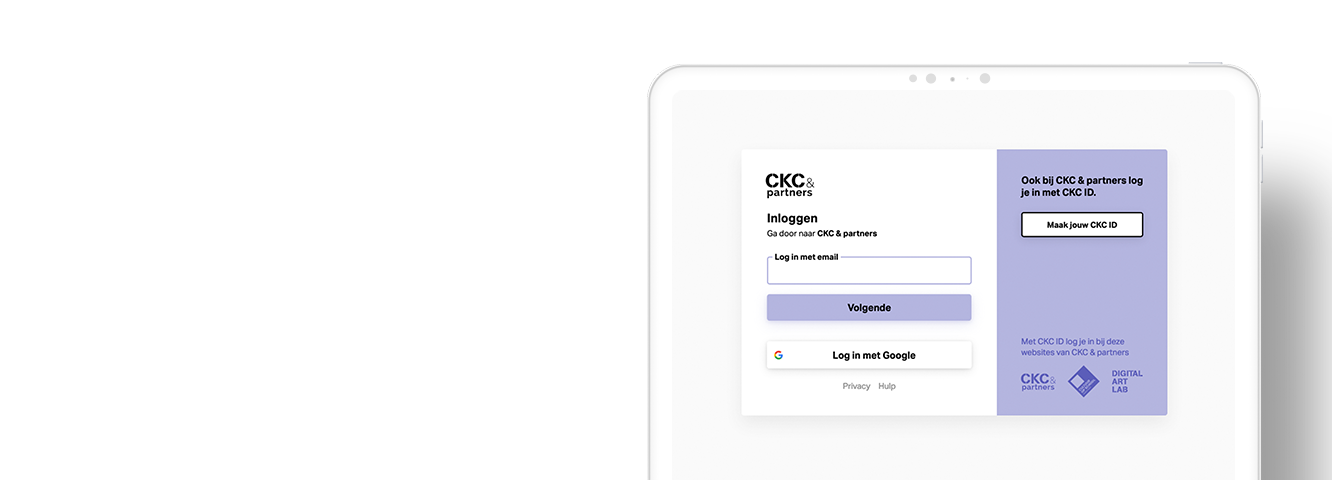 CKC&
partners
Inloggen
Ga door naar CKC & partners
Log in met email
Volgende
Log in met Google
Privacy Hulp
Ook bij CKC & partners log
je in met CKC ID.
Maak jouw CKC ID
Met CKC ID log je in bij deze
websites van CKC & partners
CKC&
partners
DIGITAL
ART
LAB